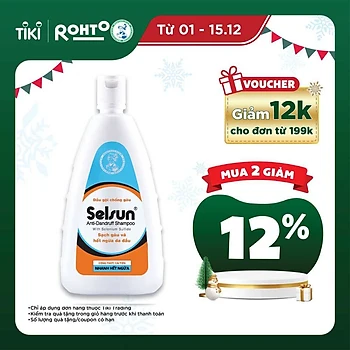 TIKI
ROHTO
TỪ 01 - 15.12
VOUCHER
Giảm 12k
cho đơn từ 199k
MUA 2 GIẢM
12%
Dầu gội chống gàu
Selsun
Anti-Dandruff Shampoo
With Selenium Sulfide
Sạch gàu và
hết ngứa da đầu
NHANH HẾT NGỨA
-Chỉ áp dụng đơn hàng thuộc Tiki Trading
-Kiểm tra quà tặng trong giỏ hàng trước khi thanh toán
-Số lượng quà tặng/coupon có hạn